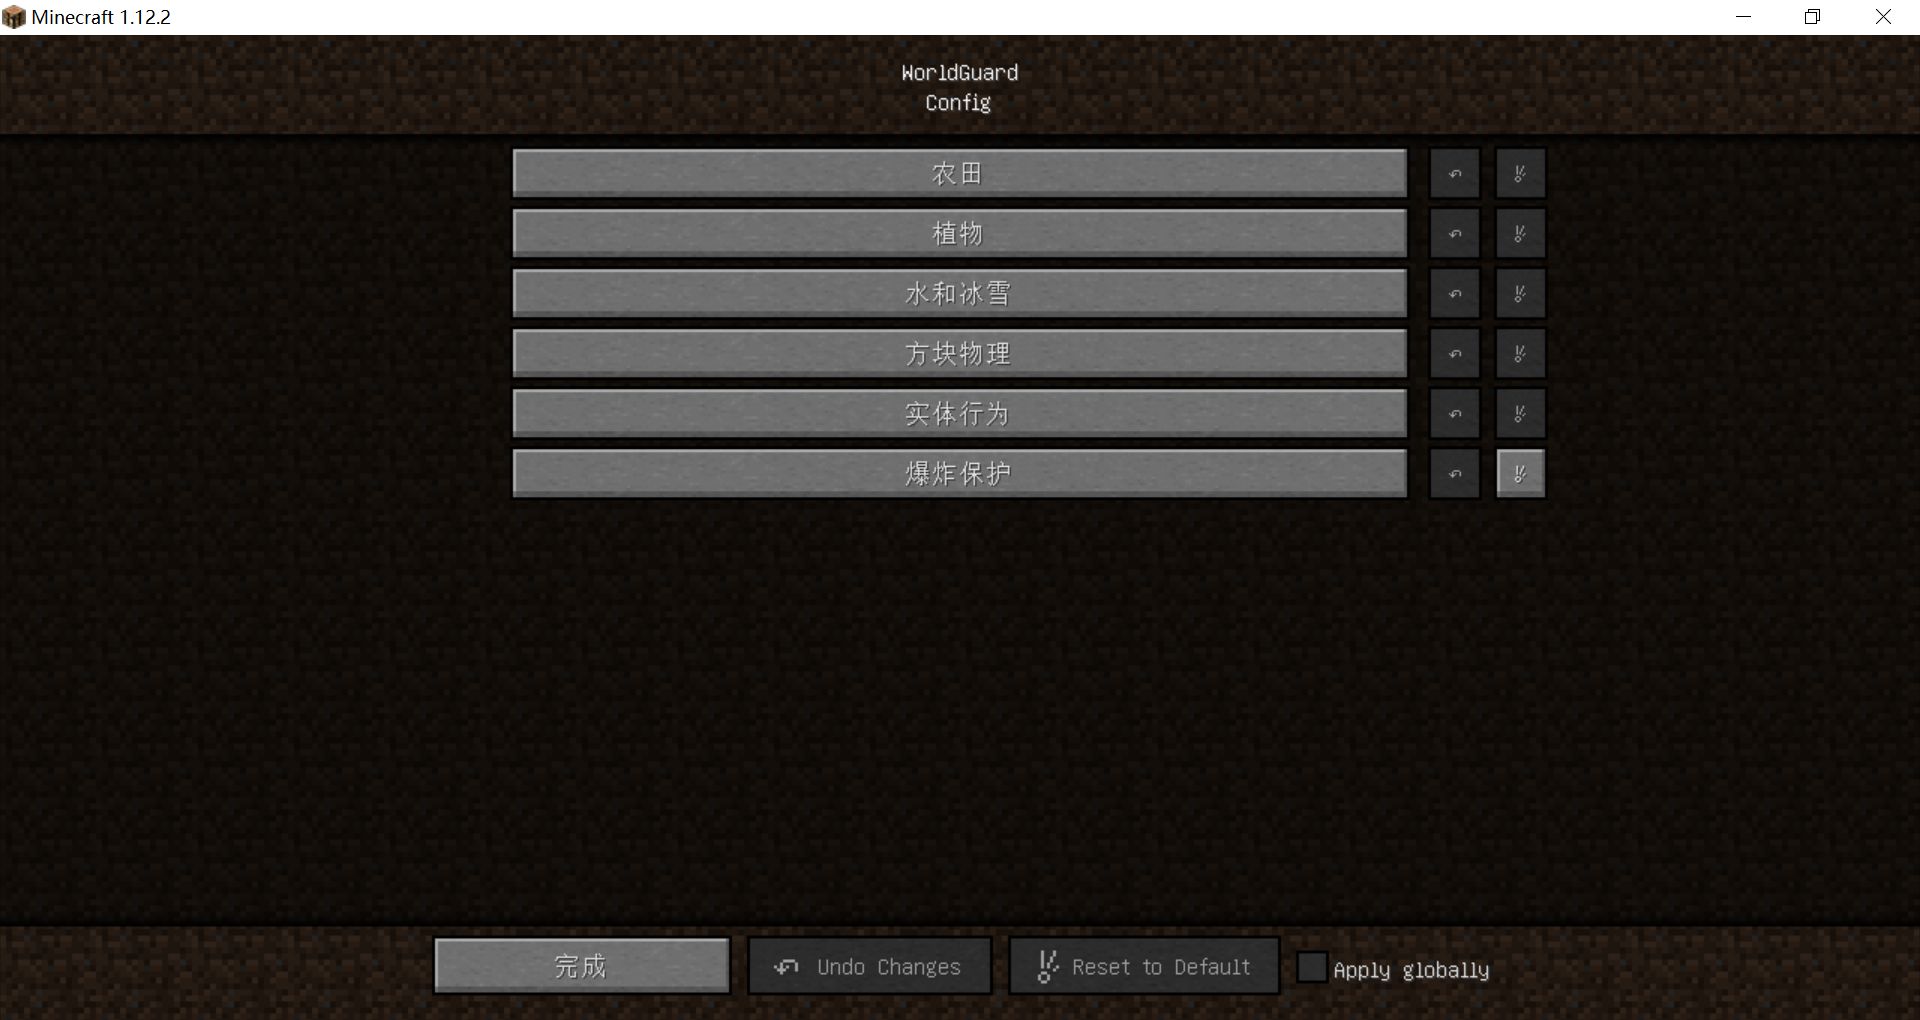 Minecraft 1.12.2
WorldGuard
Config
农田
植物
水和冰雪
方块物理
实体行为
爆炸保护
完成
Undo Changes
Reset to Default
Apply globally